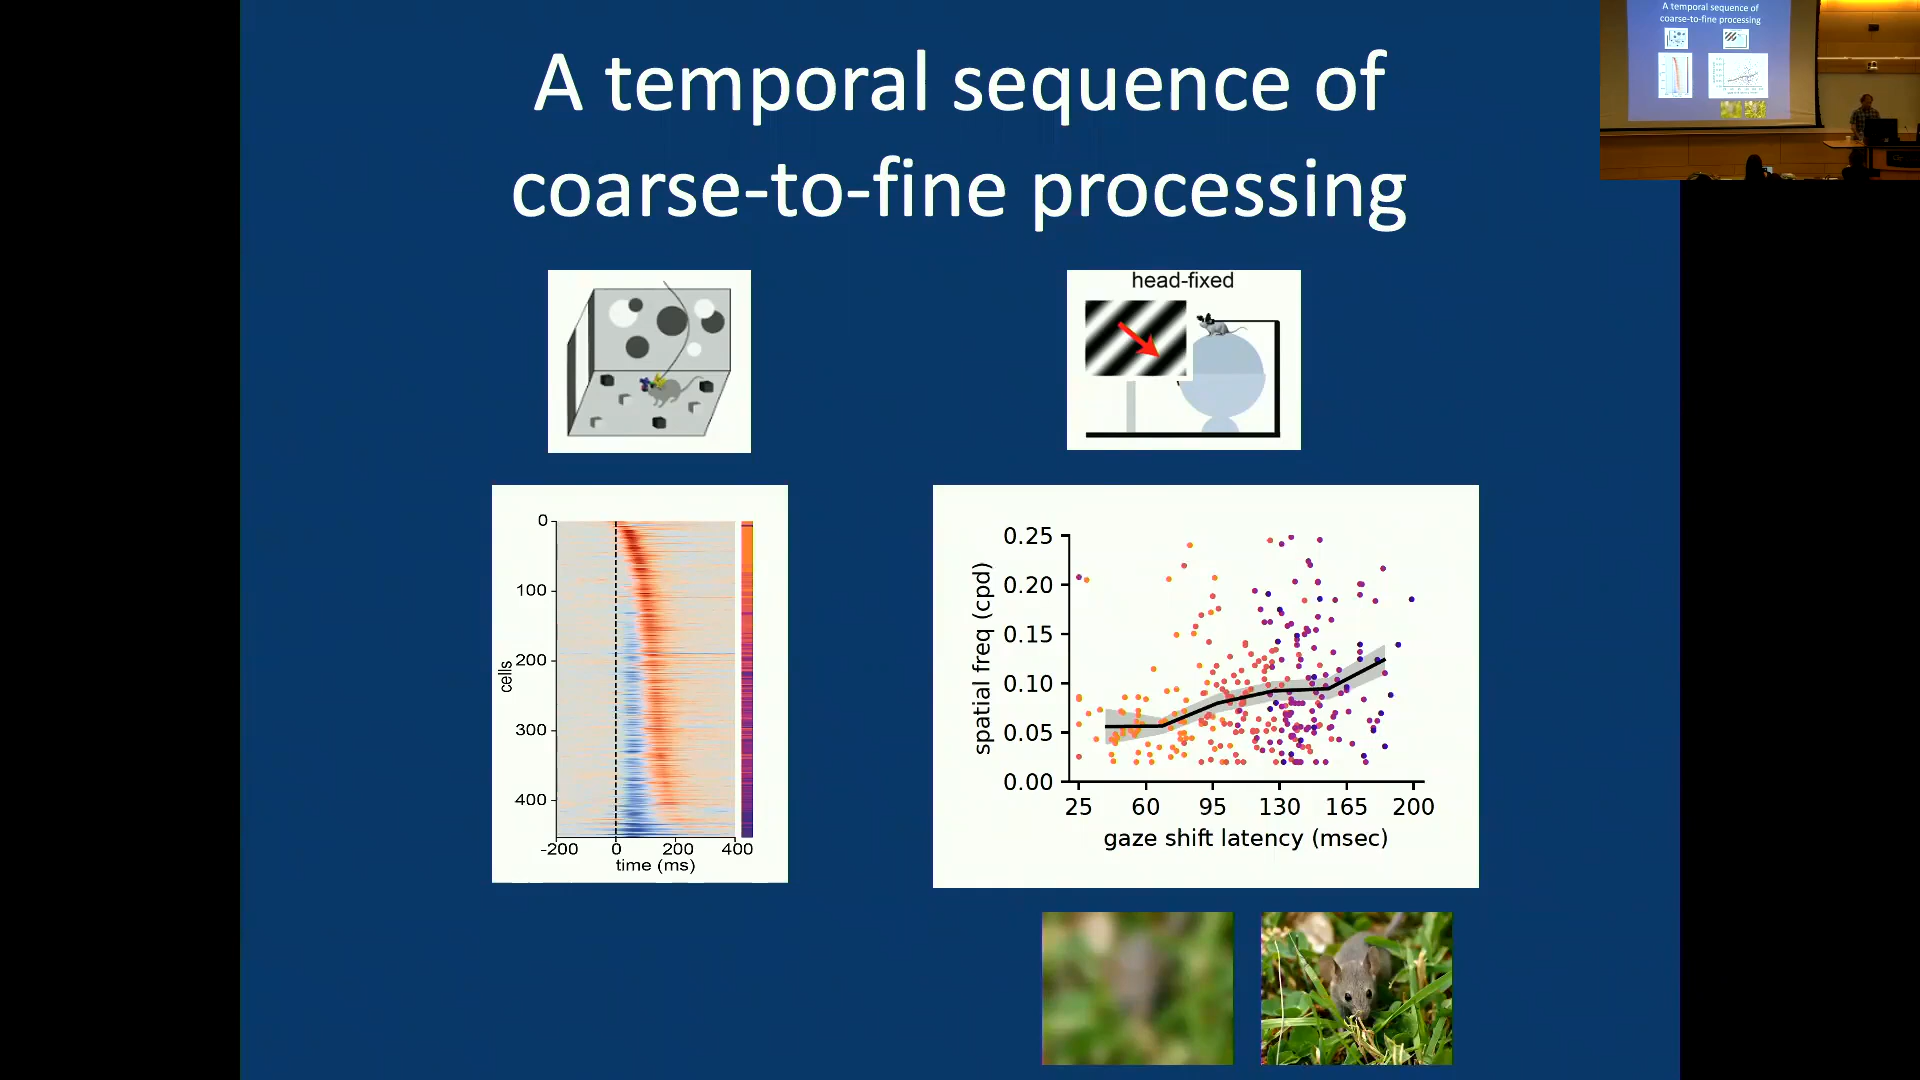 A temporal sequence of
coarse-to-fine processing
A temporal sequence of
coarse-to-fine processing
head-fixed
0
100
200
300
400
cells
-200 0 200 400
time (ms)
0.25
0.20
0.15
0.10
0.05
0.00
spatial freq (cpd)
25 60 95 130 165 200
gaze shift latency (msec)